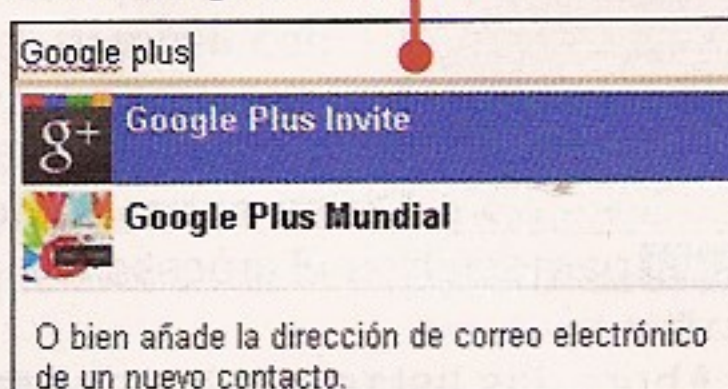 Google plus
g+ Google Plus Invite
Google Plus Mundial
O bien añade la dirección de correo electrónico
de un nuevo contacto.